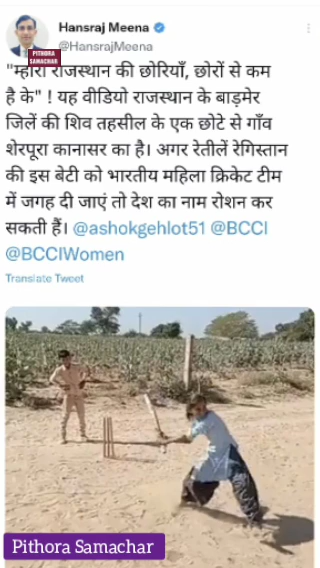 Hansraj Meena
PITHORA
SAMACHAR
@HansrajMeena
"म्हारी राजस्थान की छोरियाँ, छोरों से कम
है के" ! यह वीडियो राजस्थान के बाड़मेर
जिलें की शिव तहसील के एक छोटे से गाँव
शेरपूरा कानासर का है। अगर रेतीलें रेगिस्तान
की इस बेटी को भारतीय महिला क्रिकेट टीम
में जगह दी जाएं तो देश का नाम रोशन कर
सकती हैं। @ashokgehlot51 @BCCI
@BCCIWomen
Translate Tweet
Pithora Samachar